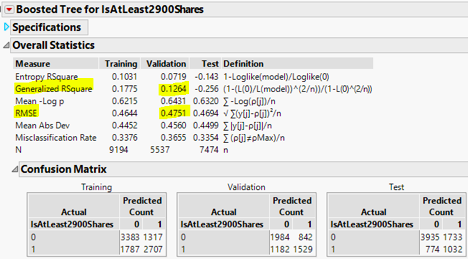 Boosted Tree for IsAtLeast2900Shares
Specifications
Overall Statistics
Measure Training Validation Test Definition
Entropy RSquare 0.1031 0.0719 -0.143 1-Loglike(model)/Loglike(0)
Generalized RSquare 0.1775 0.1264 -0.256 (1-(L(0)/L(model))^(2/n))/(1-L(0)^(2/n))
Mean -Log p 0.6215 0.6431 0.6320 ∑ -Log(ρ[j])/n
RMSE 0.4644 0.4751 0.4694 √ ∑(y[j]-ρ[j])²/n
Mean Abs Dev 0.4452 0.4560 0.4499 ∑ |y[j]-ρ[j]|/n
Misclassification Rate 0.3376 0.3655 0.3354 ∑ (ρ[j]≠ρMax)/n
N 9194 5537 7474 n
Confusion Matrix
Training Validation Test
Predicted Predicted Predicted
Actual Count Actual Count Actual Count
IsAtLeast2900Shares 0 1 IsAtLeast2900Shares 0 1 IsAtLeast2900Shares 0 1
0 3383 1317 0 1984 842 0 3935 1733
1 1787 2707 1 1182 1529 1 774 1032